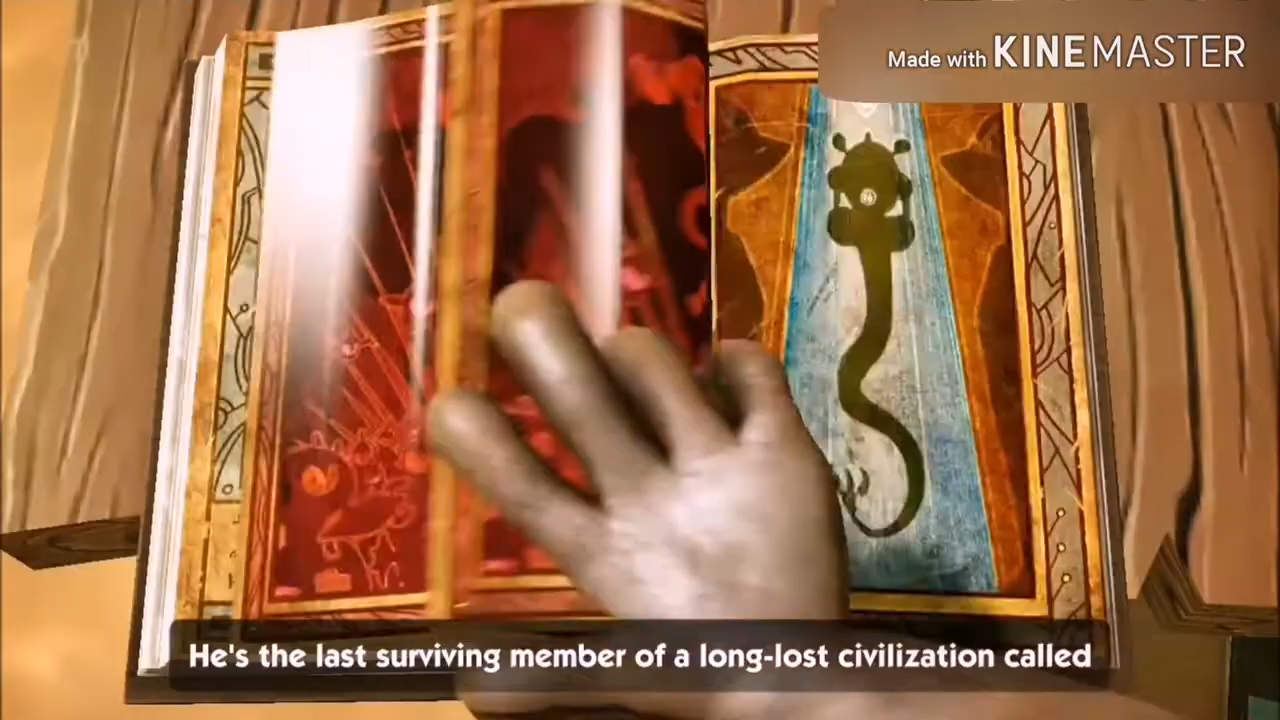 Made with KINEMASTER
He's the last surviving member of a long-lost civilization called